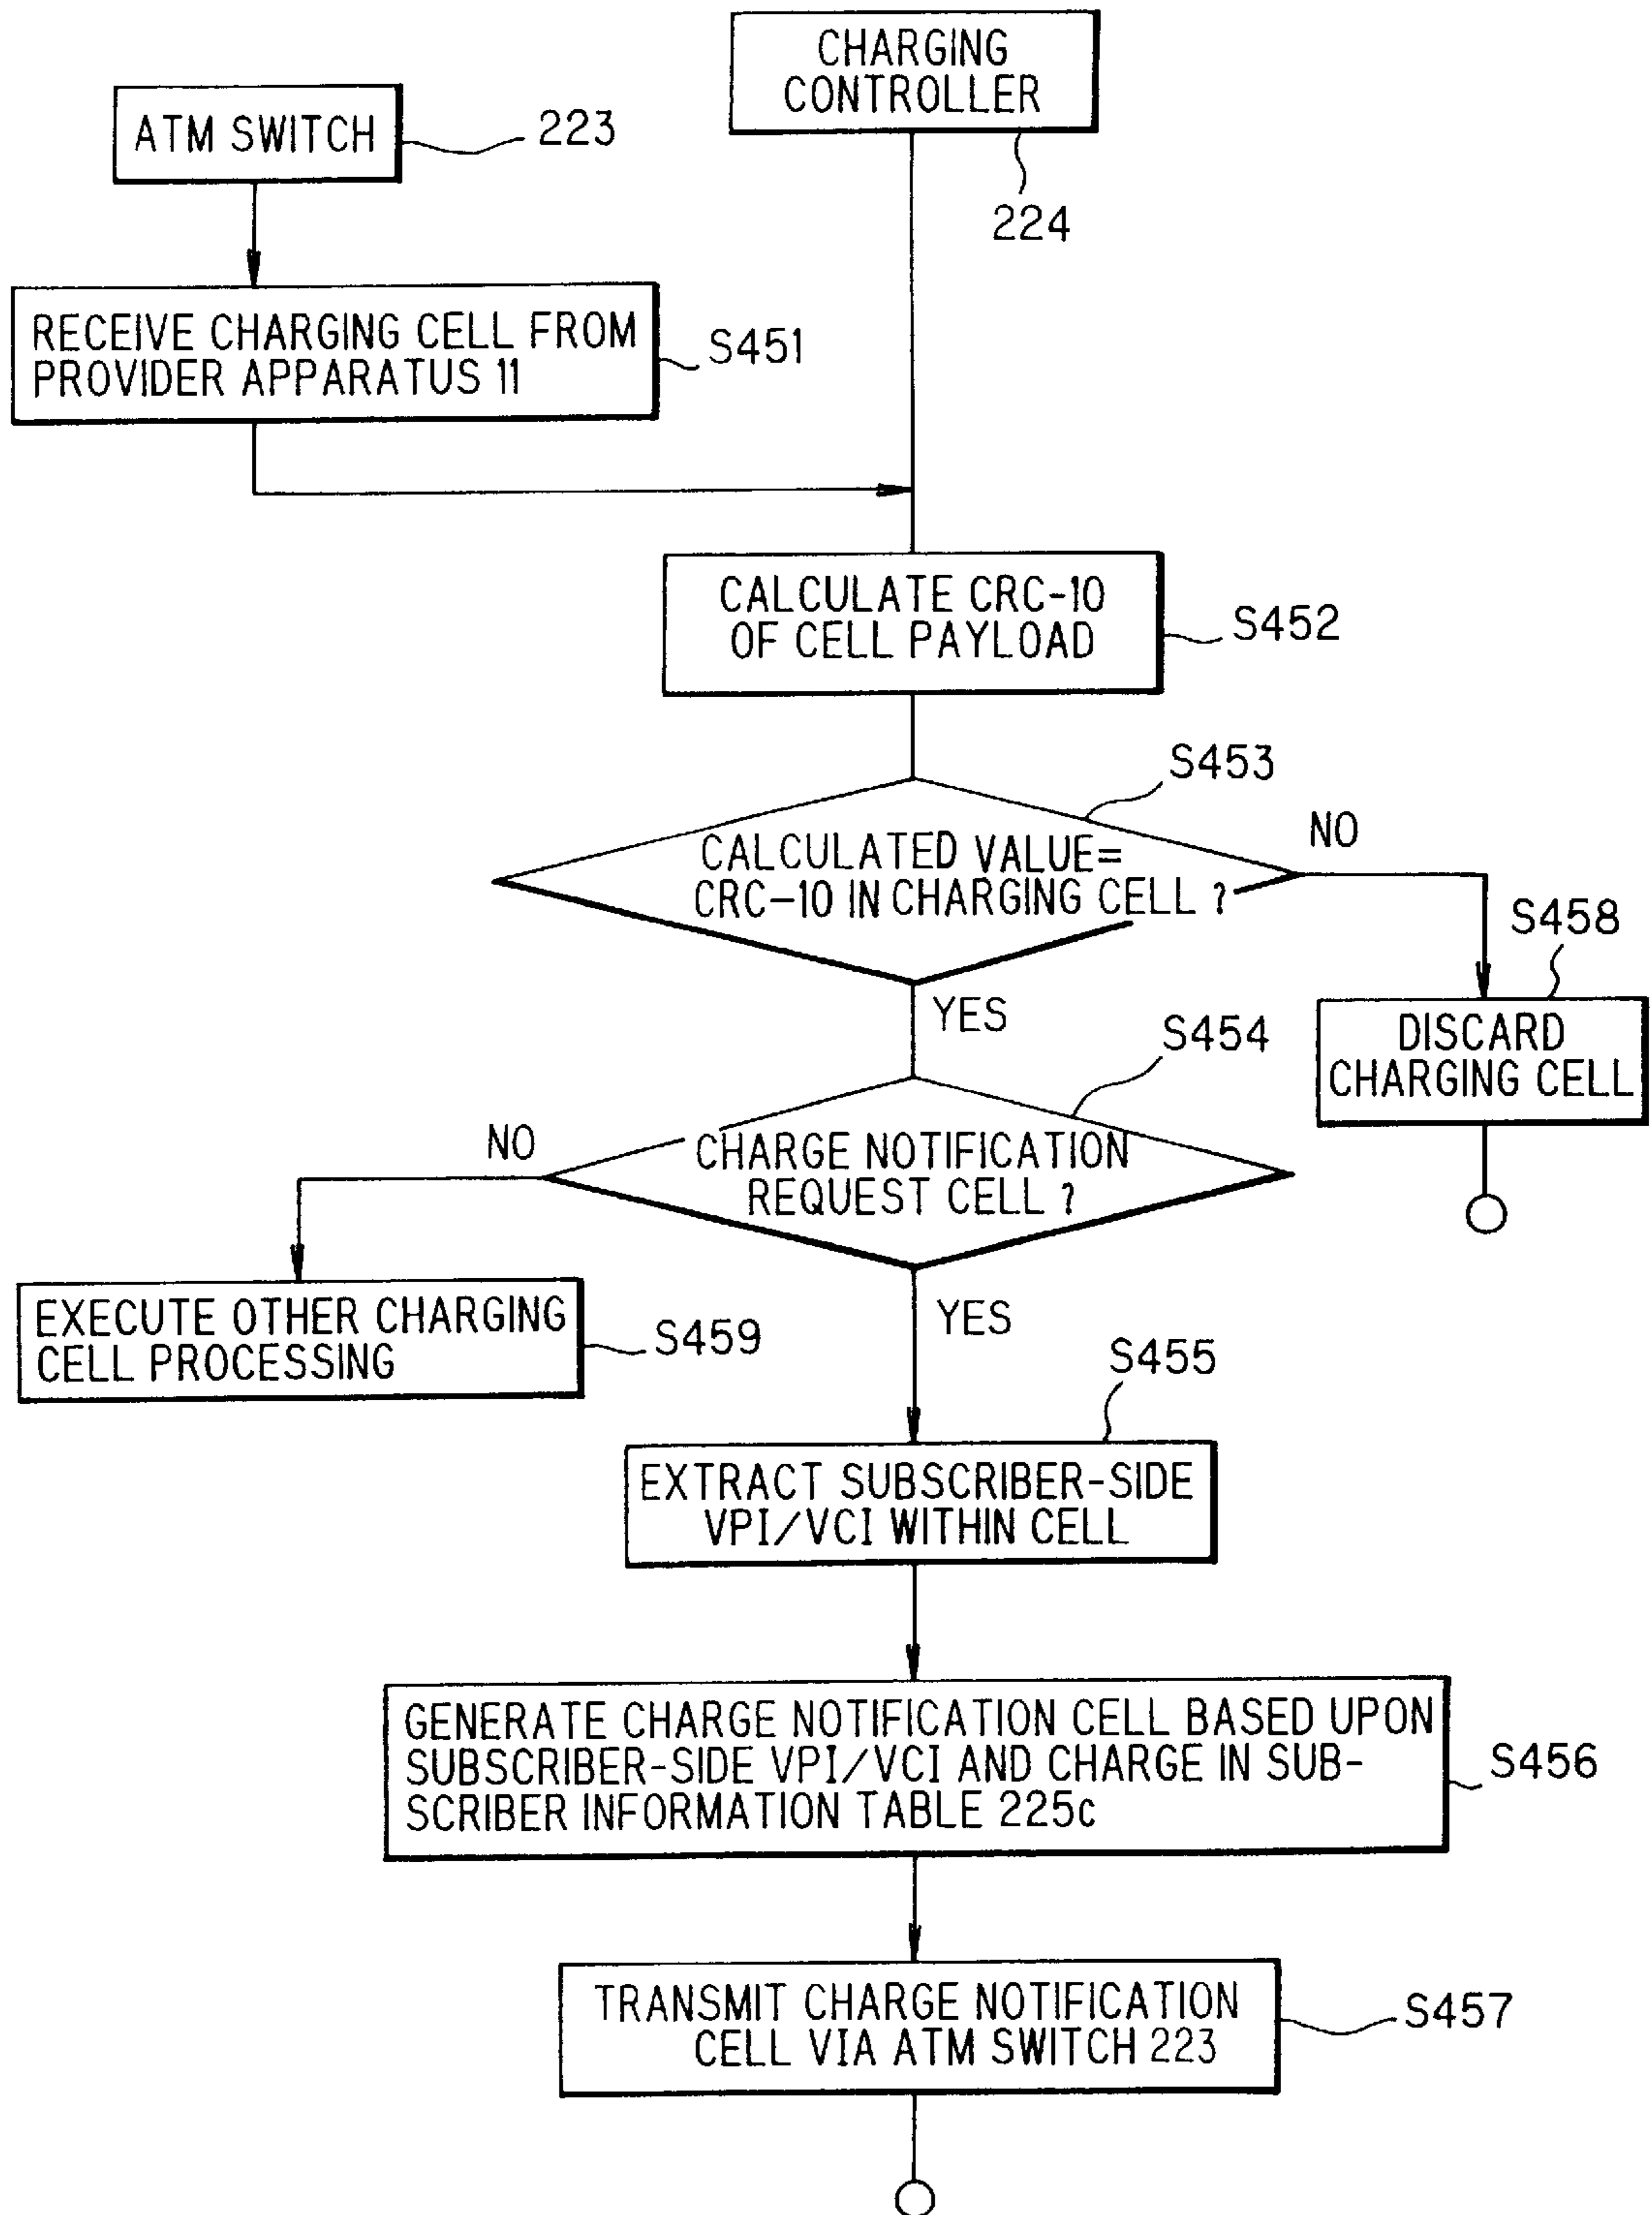 CHARGING
CONTROLLER
224
ATM SWITCH
223
RECEIVE CHARGING CELL FROM
PROVIDER APPARATUS 11
S451
CALCULATE CRC-10
OF CELL PAYLOAD
S452
S453
CALCULATED VALUE=
CRC-10 IN CHARGING CELL ?
NO
S458
DISCARD
CHARGING CELL
YES
S454
CHARGE NOTIFICATION
REQUEST CELL ?
NO
EXECUTE OTHER CHARGING
CELL PROCESSING
S459
YES
S455
EXTRACT SUBSCRIBER-SIDE
VPI/VCI WITHIN CELL
GENERATE CHARGE NOTIFICATION CELL BASED UPON
SUBSCRIBER-SIDE VPI/VCI AND CHARGE IN SUB-
SCRIBER INFORMATION TABLE 225c
S456
TRANSMIT CHARGE NOTIFICATION
CELL VIA ATM SWITCH 223
S457